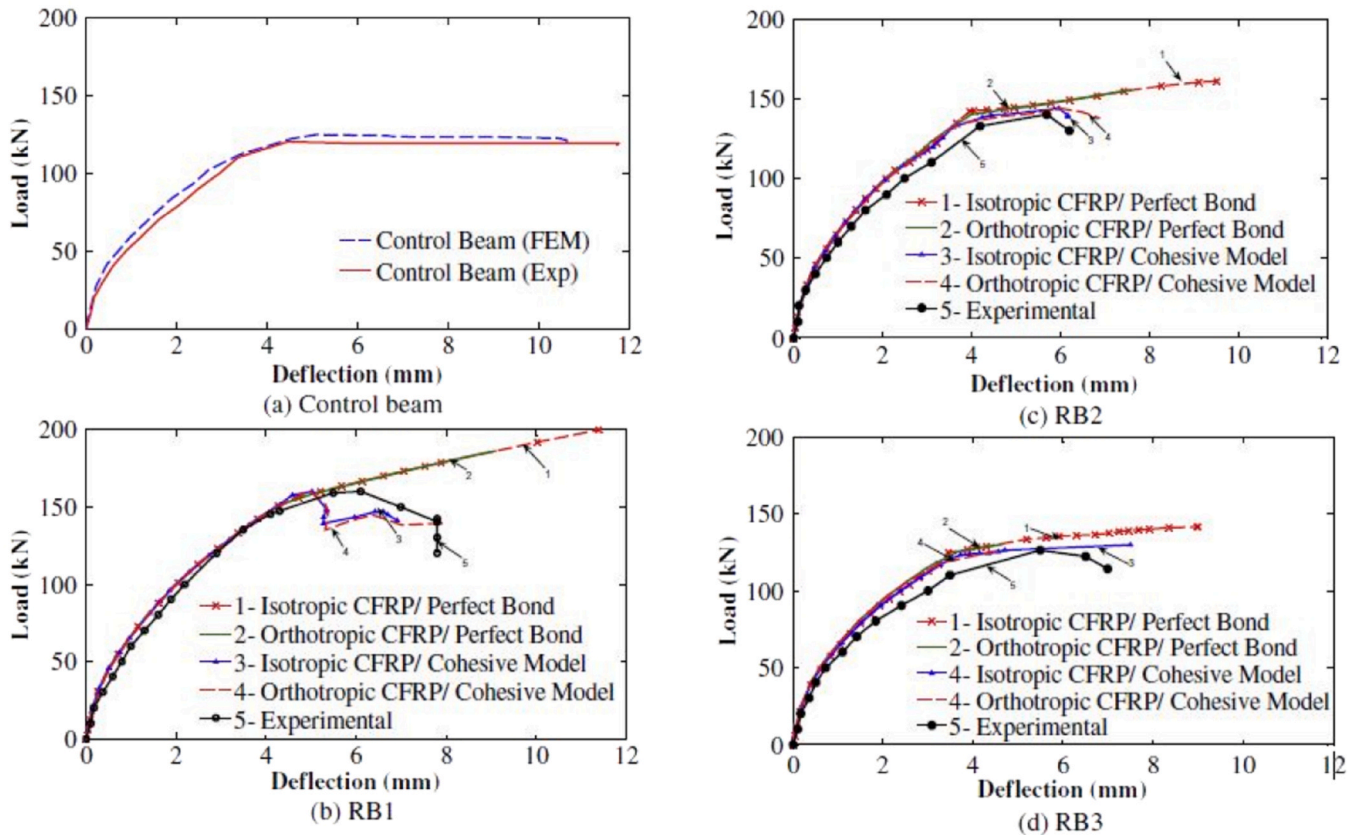 200
150
100
50
0
Load (kN)
Control Beam (FEM)
Control Beam (Exp)
0 2 4 6 8 10 12
Deflection (mm)
(a) Control beam
200
150
100
50
0
Load (kN)
1
2
3
4
5
1- Isotropic CFRP/ Perfect Bond
2- Orthotropic CFRP/ Perfect Bond
3- Isotropic CFRP/ Cohesive Model
4- Orthotropic CFRP/ Cohesive Model
5- Experimental
0 2 4 6 8 10 12
Deflection (mm)
(c) RB2
200
150
100
50
0
Load (kN)
1
2
3
4
5
1- Isotropic CFRP/ Perfect Bond
2- Orthotropic CFRP/ Perfect Bond
3- Isotropic CFRP/ Cohesive Model
4- Orthotropic CFRP/ Cohesive Model
5- Experimental
0 2 4 6 8 10 12
Deflection (mm)
(b) RB1
200
150
100
50
0
Load (kN)
2
1
4
3
5
1- Isotropic CFRP/ Perfect Bond
2- Orthotropic CFRP/ Perfect Bond
4- Isotropic CFRP/ Cohesive Model
4- Orthotropic CFRP/ Cohesive Model
5- Experimental
0 2 4 6 8 10 12
Deflection (mm)
(d) RB3